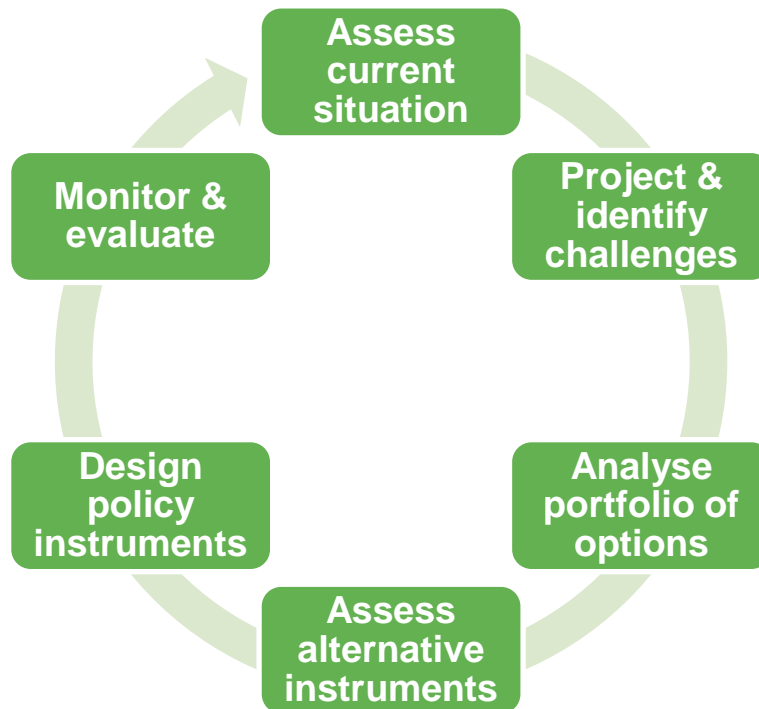 Assess
current
situation
Project &
identify
challenges
Analyse
portfolio of
options
Assess
alternative
instruments
Design
policy
instruments
Monitor &
evaluate